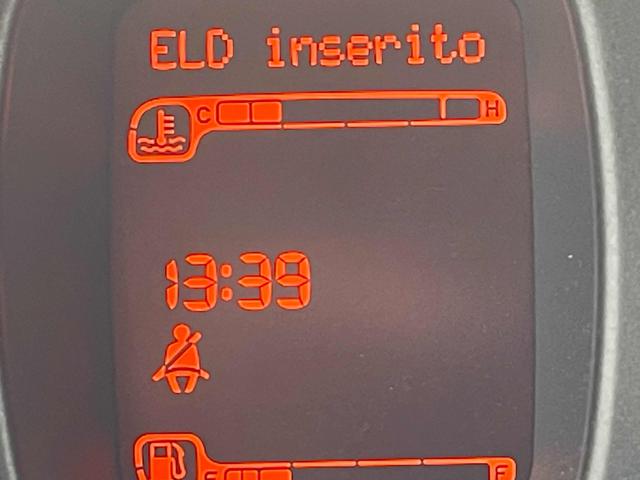 ELD inserito
C H
13:39
E F